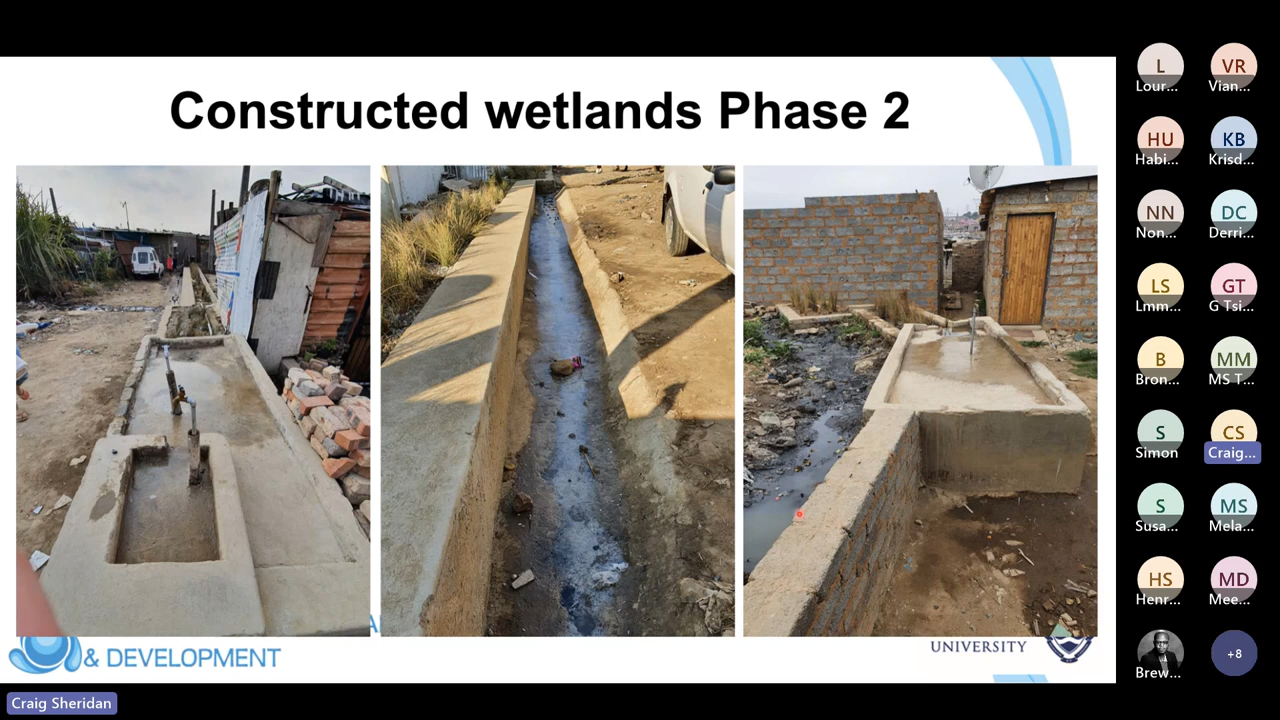 Constructed wetlands Phase 2
& DEVELOPMENT
UNIVERSITY
Craig Sheridan
L
Lour...
VR
Vian...
HU
Habi...
KB
Krisd...
NN
Non...
DC
Derri...
LS
Lmm...
GT
G Tsi...
B
Bron...
MM
MS T...
S
Simon
CS
Craig...
S
Susa...
MS
Mela...
HS
Henr...
MD
Mee...
Brew...
+8